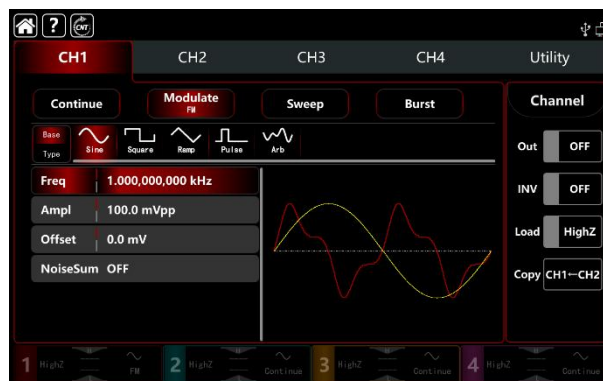 ? CNT
CH1 CH2 CH3 CH4 Utility
Continue Modulate Sweep Burst Channel
FM
Base
Type Sine Square Ramp Pulse Arb
Out OFF
Freq 1.000,000,000 kHz
INV OFF
Ampl 100.0 mVpp
Offset 0.0 mV
Load HighZ
NoiseSum OFF
Copy CH1←CH2
1 HighZ FM 2 HighZ Continue 3 HighZ Continue 4 HighZ Continue